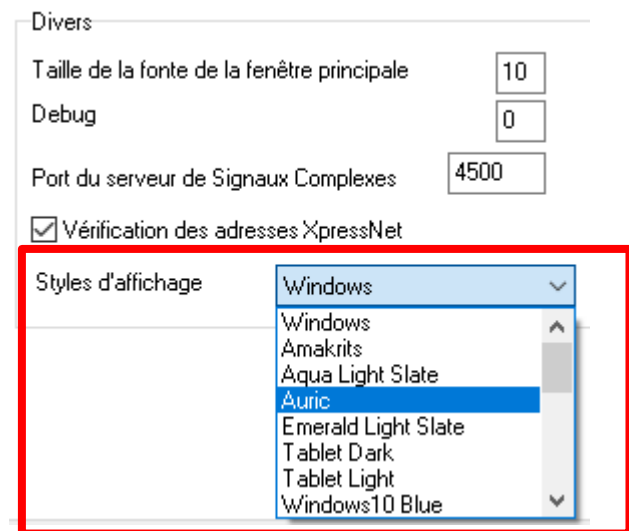 Divers
Taille de la fonte de la fenêtre principale 10
Debug 0
Port du serveur de Signaux Complexes 4500
Vérification des adresses XpressNet
Styles d'affichage Windows
Windows
Amakrits
Aqua Light Slate
Auric
Emerald Light Slate
Tablet Dark
Tablet Light
Windows10 Blue